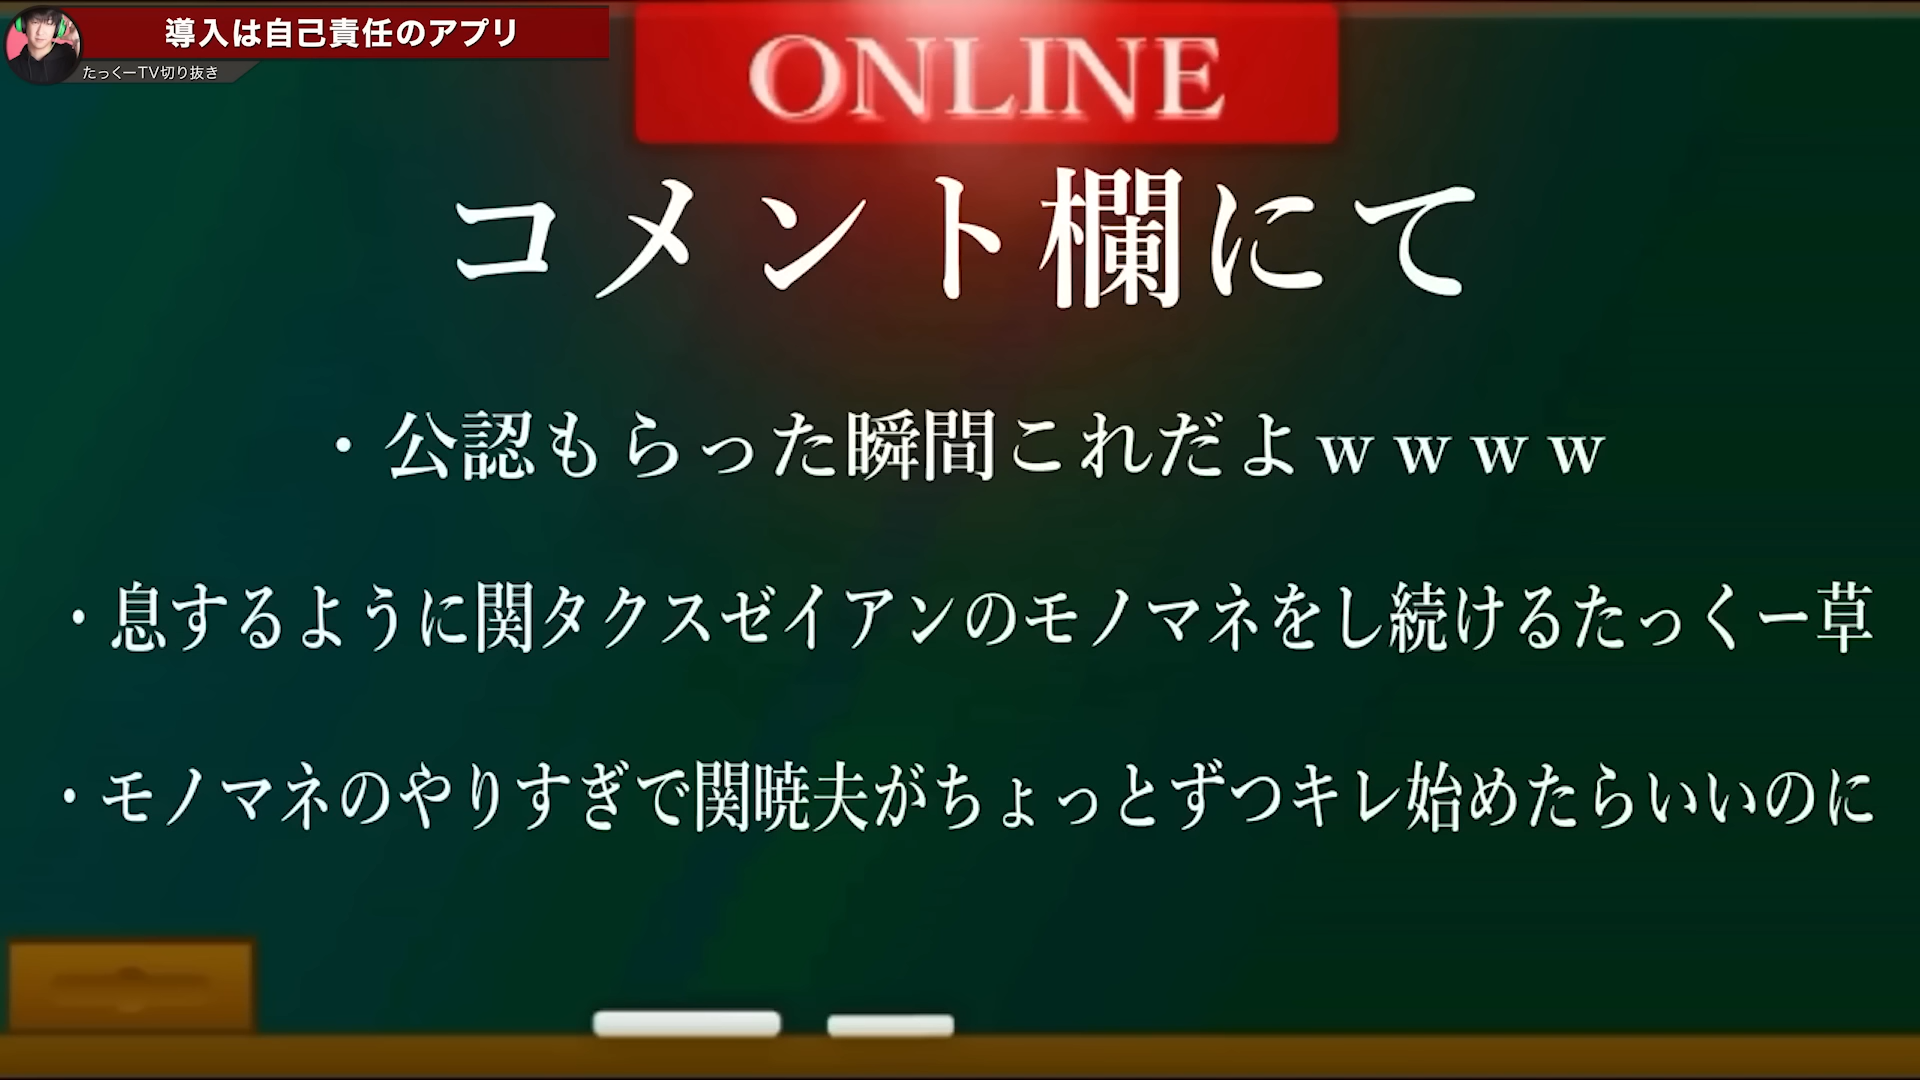 導入は自己責任のアプリ
たっくーTV切り抜き
ONLINE
コメント欄にて
・公認もらった瞬間これだよｗｗｗｗ
・息するように関タクスゼイアンのモノマネをし続けるたっくー草
・モノマネのやりすぎで関暁夫がちょっとずつキレ始めたらいいのに